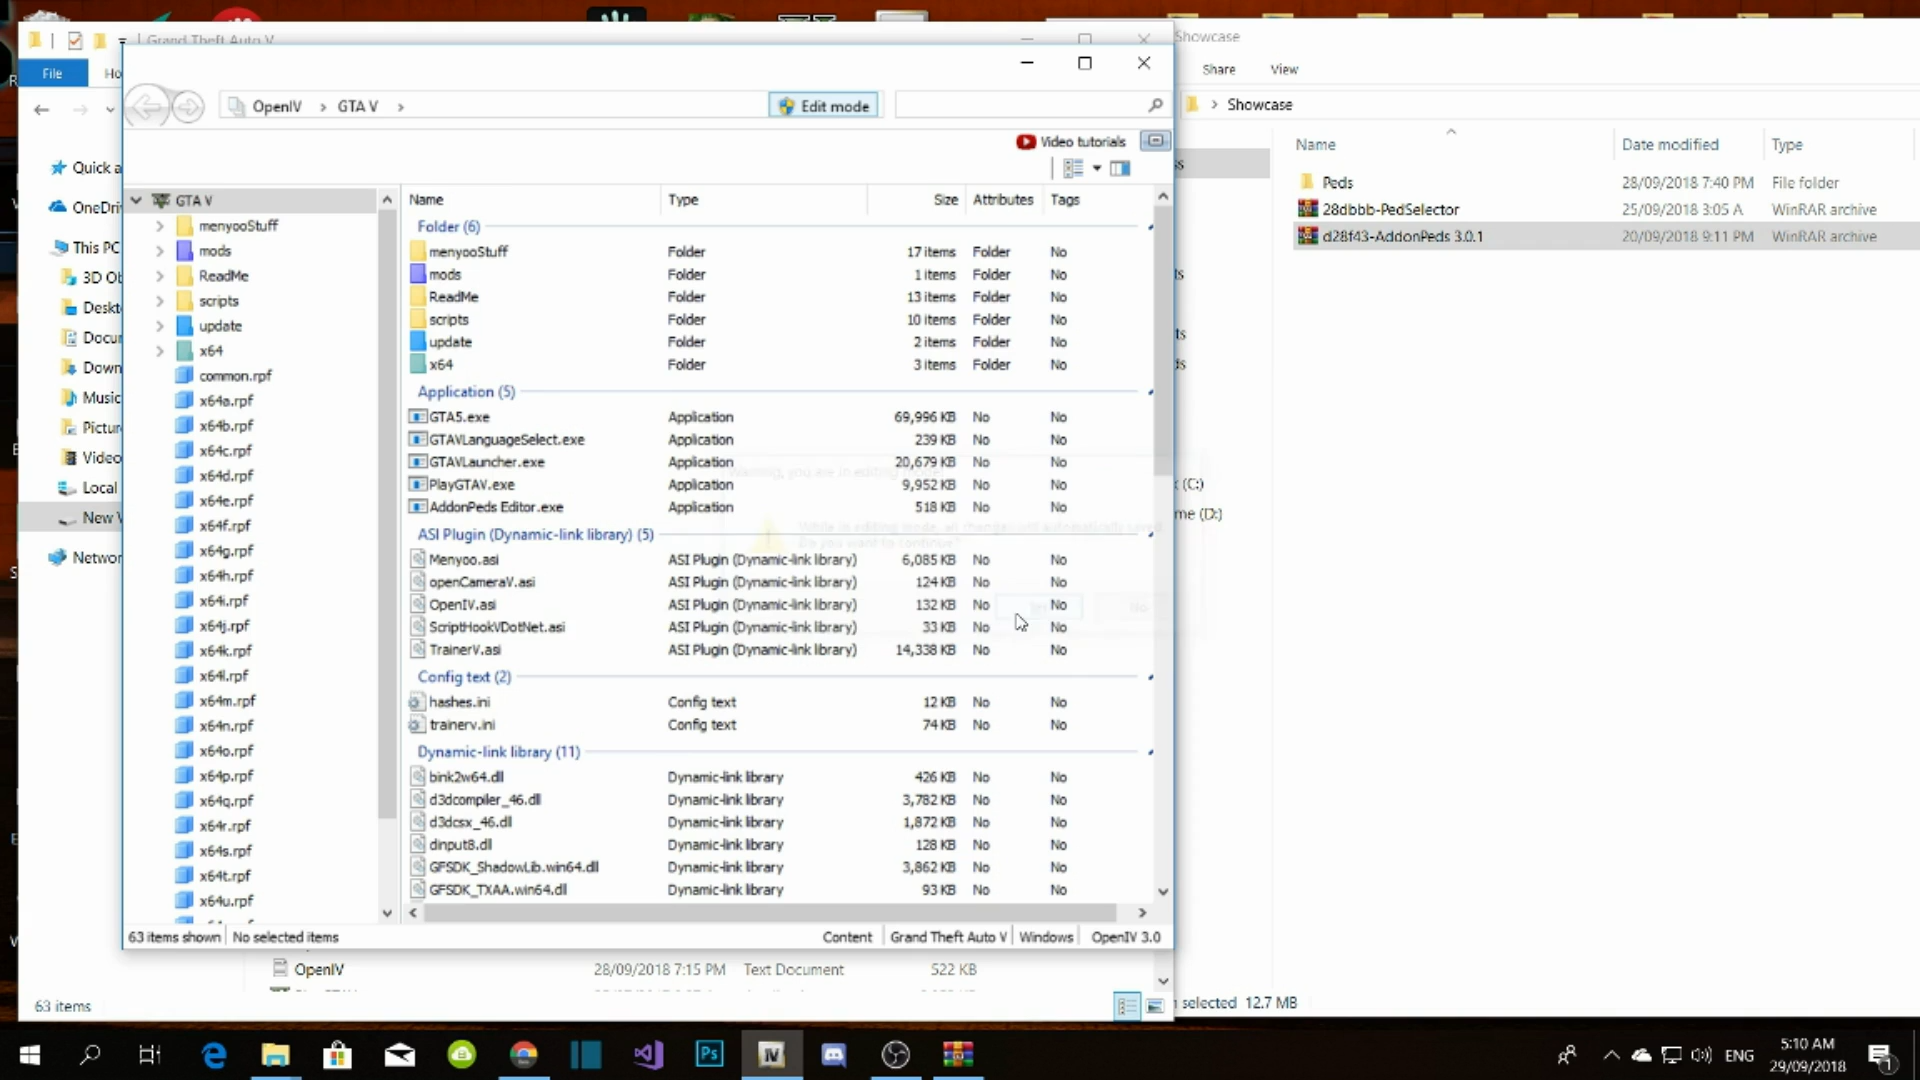 Grand Theft Auto V
Showcase
File
Ho
Share
View
OpenIV
GTA V
Edit mode
Showcase
Video tutorials
Name
Date modified
Type
Peds
28/09/2018 7:40 PM
File folder
28dbbb-PedSelector
25/09/2018 3:05 A
WinRAR archive
d28f43-AddonPeds 3.0.1
20/09/2018 9:11 PM
WinRAR archive
Quick a
OneDri
This PC
3D Ob
Deskt
Docu
Down
Music
Pictur
Video
Local
New V
Networ
GTA V
menyooStuff
mods
ReadMe
scripts
update
x64
common.rpf
x64a.rpf
x64b.rpf
x64c.rpf
x64d.rpf
x64e.rpf
x64f.rpf
x64g.rpf
x64h.rpf
x64i.rpf
x64j.rpf
x64k.rpf
x64l.rpf
x64m.rpf
x64n.rpf
x64o.rpf
x64p.rpf
x64q.rpf
x64r.rpf
x64s.rpf
x64t.rpf
x64u.rpf
Name Type Size Attributes Tags
Folder (6)
menyooStuff Folder 17 items Folder No
mods Folder 1 items Folder No
ReadMe Folder 13 items Folder No
scripts Folder 10 items Folder No
update Folder 2 items Folder No
x64 Folder 3 items Folder No
Application (5)
GTA5.exe Application 69,996 KB No No
GTAVLanguageSelect.exe Application 239 KB No No
GTAVLauncher.exe Application 20,679 KB No No
PlayGTAV.exe Application 9,952 KB No No
AddonPeds Editor.exe Application 518 KB No No
ASI Plugin (Dynamic-link library) (5)
Menyoo.asi ASI Plugin (Dynamic-link library) 6,085 KB No No
openCameraV.asi ASI Plugin (Dynamic-link library) 124 KB No No
OpenIV.asi ASI Plugin (Dynamic-link library) 132 KB No No
ScriptHookVDotNet.asi ASI Plugin (Dynamic-link library) 33 KB No No
TrainerV.asi ASI Plugin (Dynamic-link library) 14,338 KB No No
Config text (2)
hashes.ini Config text 12 KB No No
trainerv.ini Config text 74 KB No No
Dynamic-link library (11)
bink2w64.dll Dynamic-link library 426 KB No No
d3dcompiler_46.dll Dynamic-link library 3,782 KB No No
d3dcsx_46.dll Dynamic-link library 1,872 KB No No
dinput8.dll Dynamic-link library 128 KB No No
GFSDK_ShadowLib.win64.dll Dynamic-link library 3,862 KB No No
GFSDK_TXAA.win64.dll Dynamic-link library 93 KB No No
(C:)
me (D:)
63 items shown
No selected items
Content
Grand Theft Auto V
Windows
OpenIV 3.0
OpenIV
28/09/2018 7:15 PM
Text Document
522 KB
63 items
selected 12.7 MB
Ps
IV
ENG
5:10 AM
29/09/2018
1